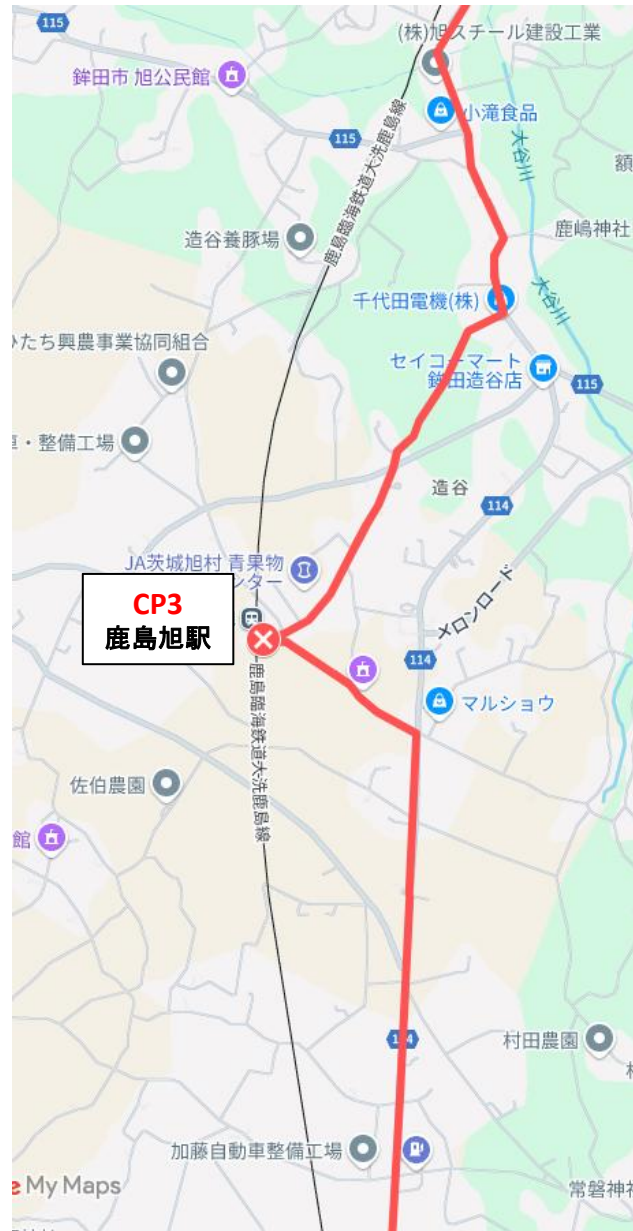 115
(株)旭スチール建設工業
鉾田市 旭公民館
小滝食品
115
大谷川
額
鹿島臨海鉄道大洗鹿島線
鹿嶋神社
造谷養豚場
千代田電機(株)
大谷川
ひたち興農事業協同組合
セイコーマート
鉾田造谷店
115
・整備工場
造谷
114
JA茨城旭村 青果物
ンター
メロンロード
CP3
鹿島旭駅
114
鹿島臨海鉄道大洗鹿島線
マルショウ
佐伯農園
館
村田農園
加藤自動車整備工場
My Maps
常磐神